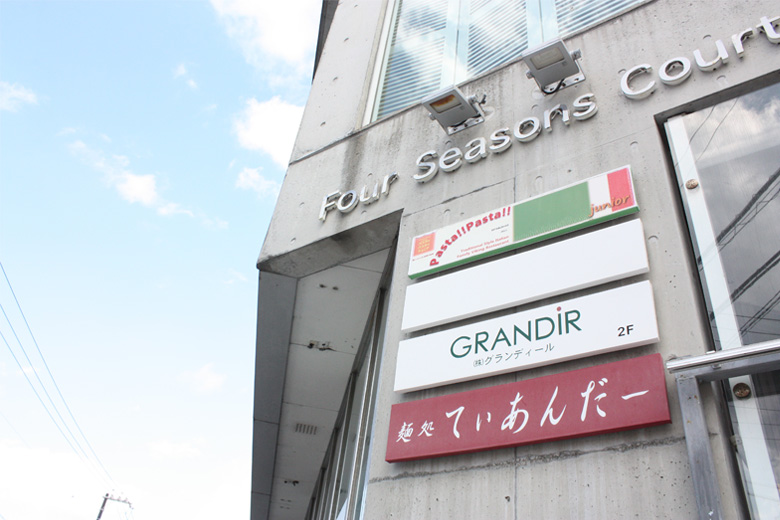 Four Seasons Court
Pasta!!Pasta!!
junior
GRANDiR
2F
(株)グランディール
麺処 てぃあんだー